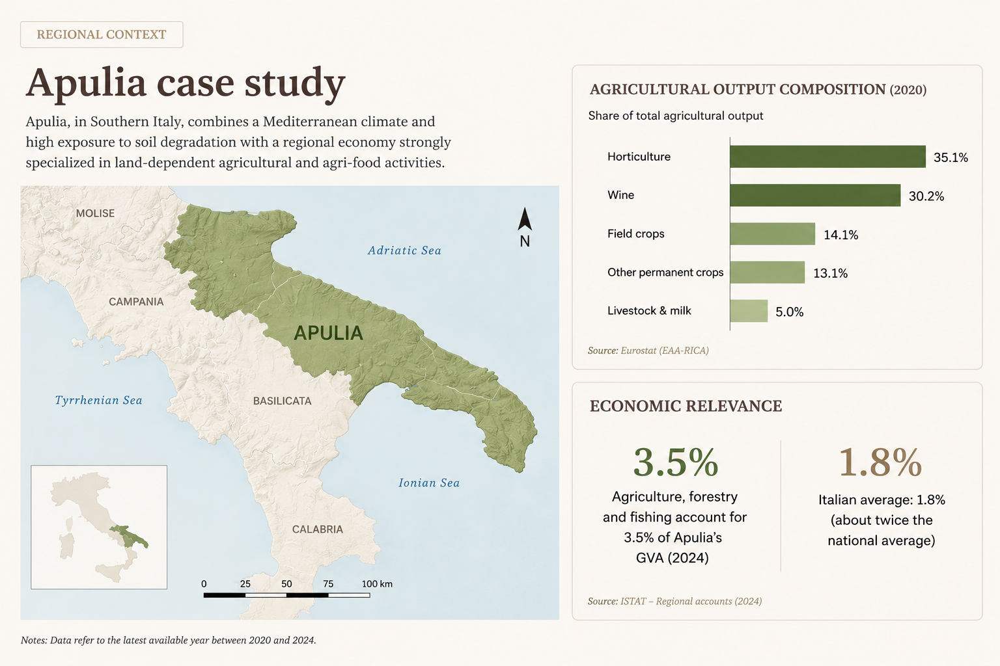 REGIONAL CONTEXT
Apulia case study
Apulia, in Southern Italy, combines a Mediterranean climate and
high exposure to soil degradation with a regional economy strongly
specialized in land-dependent agricultural and agri-food activities.
MOLISE
CAMPANIA
APULIA
BASILICATA
CALABRIA
Adriatic Sea
Tyrrhenian Sea
Ionian Sea
N
0 25 50 75 100 km
Notes: Data refer to the latest available year between 2020 and 2024.
AGRICULTURAL OUTPUT COMPOSITION (2020)
Share of total agricultural output
Horticulture 35.1%
Wine 30.2%
Field crops 14.1%
Other permanent crops 13.1%
Livestock & milk 5.0%
Source: Eurostat (EAA-RICA)
ECONOMIC RELEVANCE
3.5%
Agriculture, forestry
and fishing account for
3.5% of Apulia’s
GVA (2024)
1.8%
Italian average: 1.8%
(about twice the
national average)
Source: ISTAT – Regional accounts (2024)